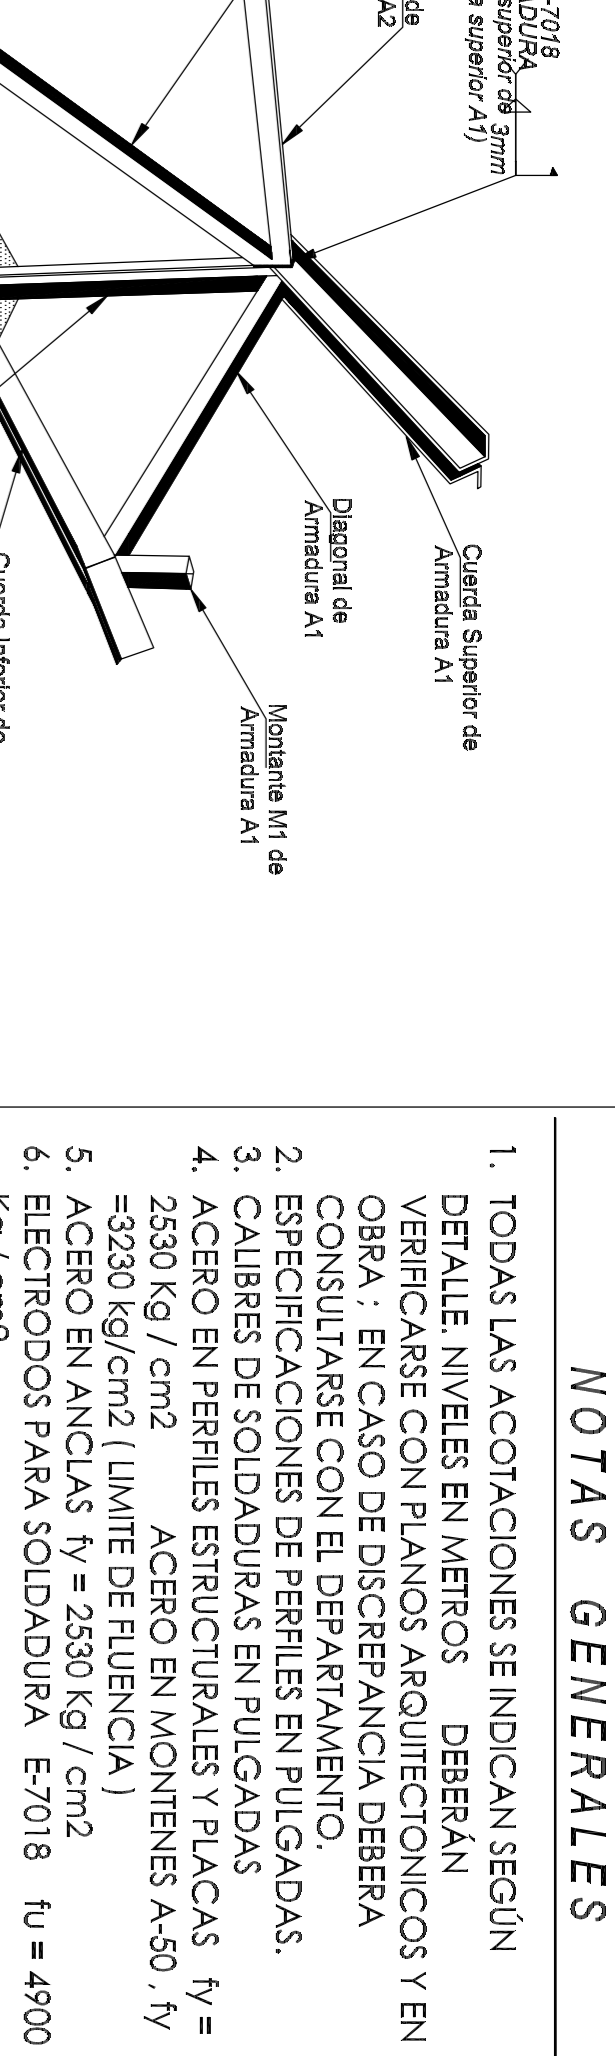 -7018
ADURA
superior de 3mm
a superior A1)
de
A2
Cuerda Superior de
Armadura A1
Diagonal de
Armadura A1
Montante M1 de
Armadura A1
Cuerda Inferior de
NOTAS GENERALES
1. TODAS LAS ACOTACIONES SE INDICAN SEGÚN
DETALLE. NIVELES EN METROS DEBERÁN
VERIFICARSE CON PLANOS ARQUITECTONICOS Y EN
OBRA ; EN CASO DE DISCREPANCIA DEBERA
CONSULTARSE CON EL DEPARTAMENTO.
2. ESPECIFICACIONES DE PERFILES EN PULGADAS.
3. CALIBRES DE SOLDADURAS EN PULGADAS
4. ACERO EN PERFILES ESTRUCTURALES Y PLACAS fy =
2530 Kg / cm2 ACERO EN MONTENES A-50 , fy
=3230 kg/cm2 ( LIMITE DE FLUENCIA )
5. ACERO EN ANCLAS fy = 2530 Kg / cm2
6. ELECTRODOS PARA SOLDADURA E-7018 fu = 4900
Kg / cm2